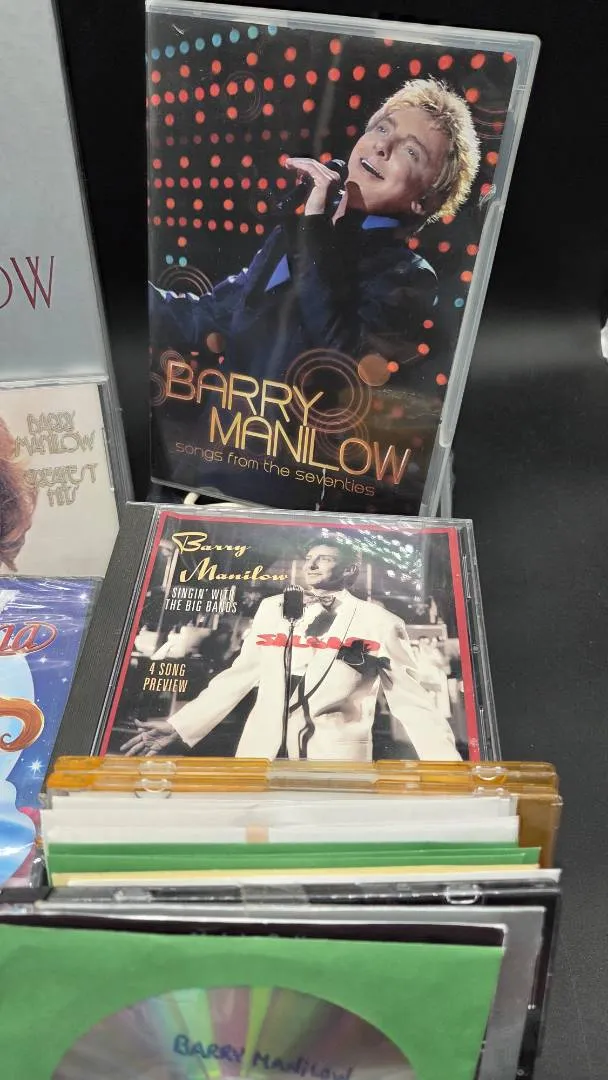 OW
BARRY
MANILOW
songs from the seventies
BARRY
MANILOW
GREATEST
HITS
Barry
Manilow
SINGIN' WITH
THE BIG BANDS
4 SONG
PREVIEW
BARRY MANILOW